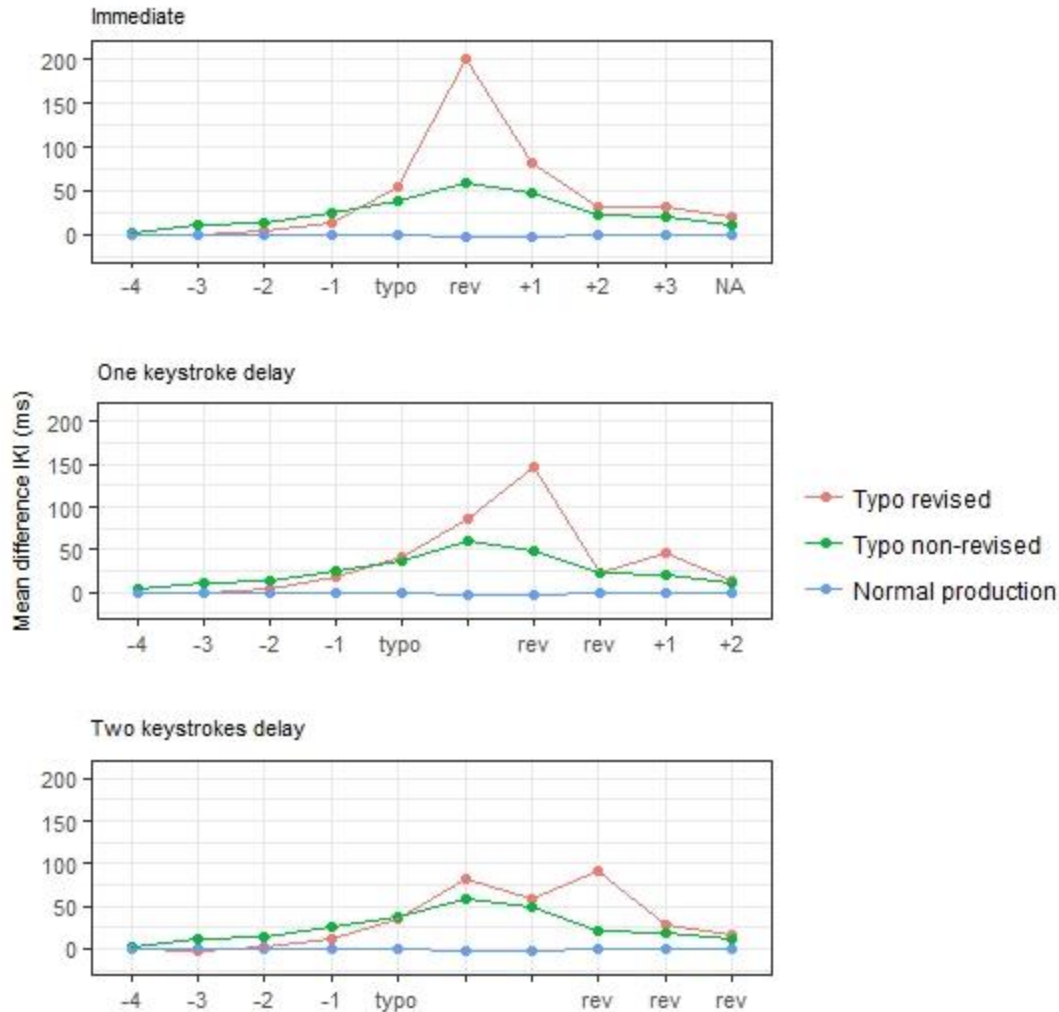 Immediate
200
150
100
50
0
-4 -3 -2 -1 typo rev +1 +2 +3 NA
One keystroke delay
Mean difference IKI (ms)
200
150
100
50
0
-4 -3 -2 -1 typo rev rev +1 +2
Typo revised
Typo non-revised
Normal production
Two keystrokes delay
200
150
100
50
0
-4 -3 -2 -1 typo rev rev rev